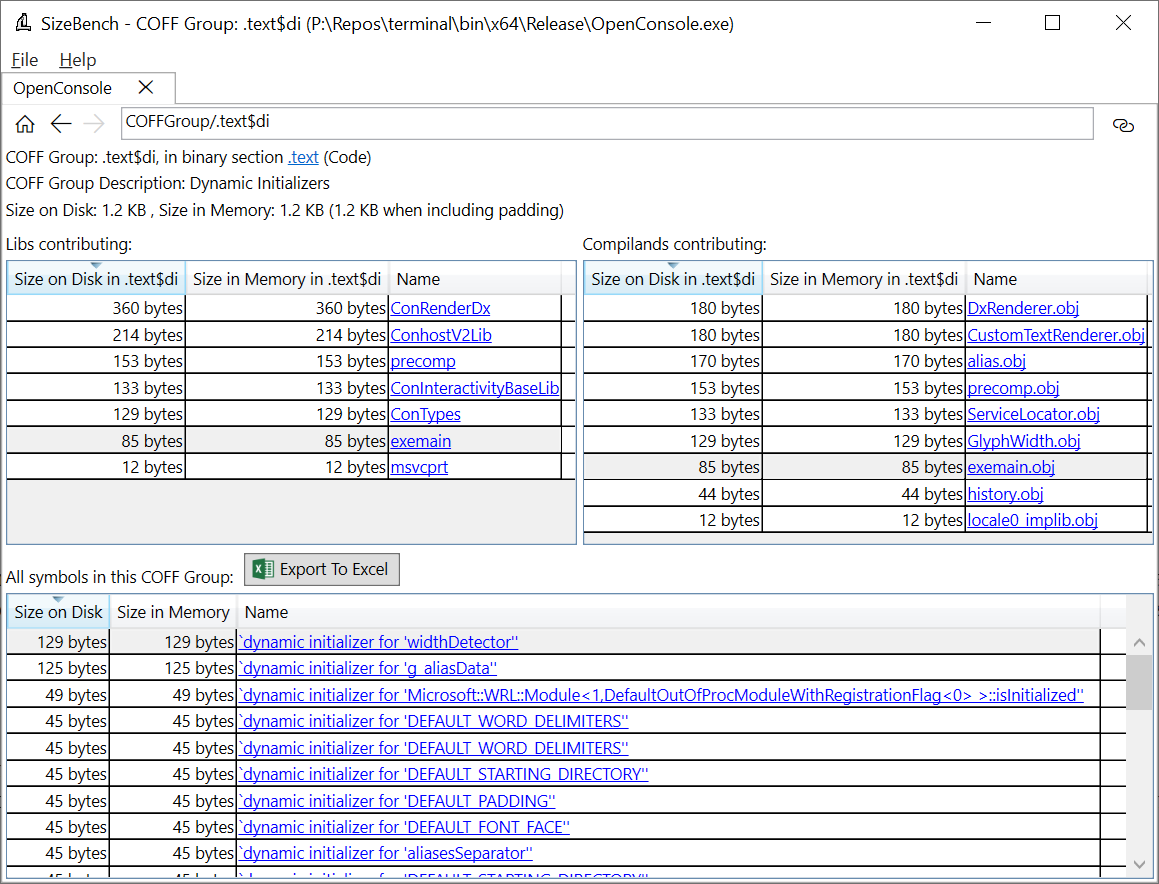 SizeBench - COFF Group: .text$di (P:\Repos\terminal\bin\x64\Release\OpenConsole.exe)
File Help
OpenConsole
COFFGroup/.text$di
COFF Group: .text$di, in binary section .text (Code)
COFF Group Description: Dynamic Initializers
Size on Disk: 1.2 KB , Size in Memory: 1.2 KB (1.2 KB when including padding)
Libs contributing:
Size on Disk in .text$di Size in Memory in .text$di Name
360 bytes 360 bytes ConRenderDx
214 bytes 214 bytes ConhostV2Lib
153 bytes 153 bytes precomp
133 bytes 133 bytes ConInteractivityBaseLib
129 bytes 129 bytes ConTypes
85 bytes 85 bytes exemain
12 bytes 12 bytes msvcprt
Compilands contributing:
Size on Disk in .text$di Size in Memory in .text$di Name
180 bytes 180 bytes DxRenderer.obj
180 bytes 180 bytes CustomTextRenderer.obj
170 bytes 170 bytes alias.obj
153 bytes 153 bytes precomp.obj
133 bytes 133 bytes ServiceLocator.obj
129 bytes 129 bytes GlyphWidth.obj
85 bytes 85 bytes exemain.obj
44 bytes 44 bytes history.obj
12 bytes 12 bytes locale0_implib.obj
All symbols in this COFF Group: Export To Excel
Size on Disk Size in Memory Name
129 bytes 129 bytes `dynamic initializer for 'widthDetector''
125 bytes 125 bytes `dynamic initializer for 'g_aliasData''
49 bytes 49 bytes `dynamic initializer for 'Microsoft::WRL::Module<1,DefaultOutOfProcModuleWithRegistrationFlag<0>_>::isInitialized''
45 bytes 45 bytes `dynamic initializer for 'DEFAULT_WORD_DELIMITERS''
45 bytes 45 bytes `dynamic initializer for 'DEFAULT_WORD_DELIMITERS''
45 bytes 45 bytes `dynamic initializer for 'DEFAULT_STARTING_DIRECTORY''
45 bytes 45 bytes `dynamic initializer for 'DEFAULT_PADDING''
45 bytes 45 bytes `dynamic initializer for 'DEFAULT_FONT_FACE''
45 bytes 45 bytes `dynamic initializer for 'aliasesSeparator''